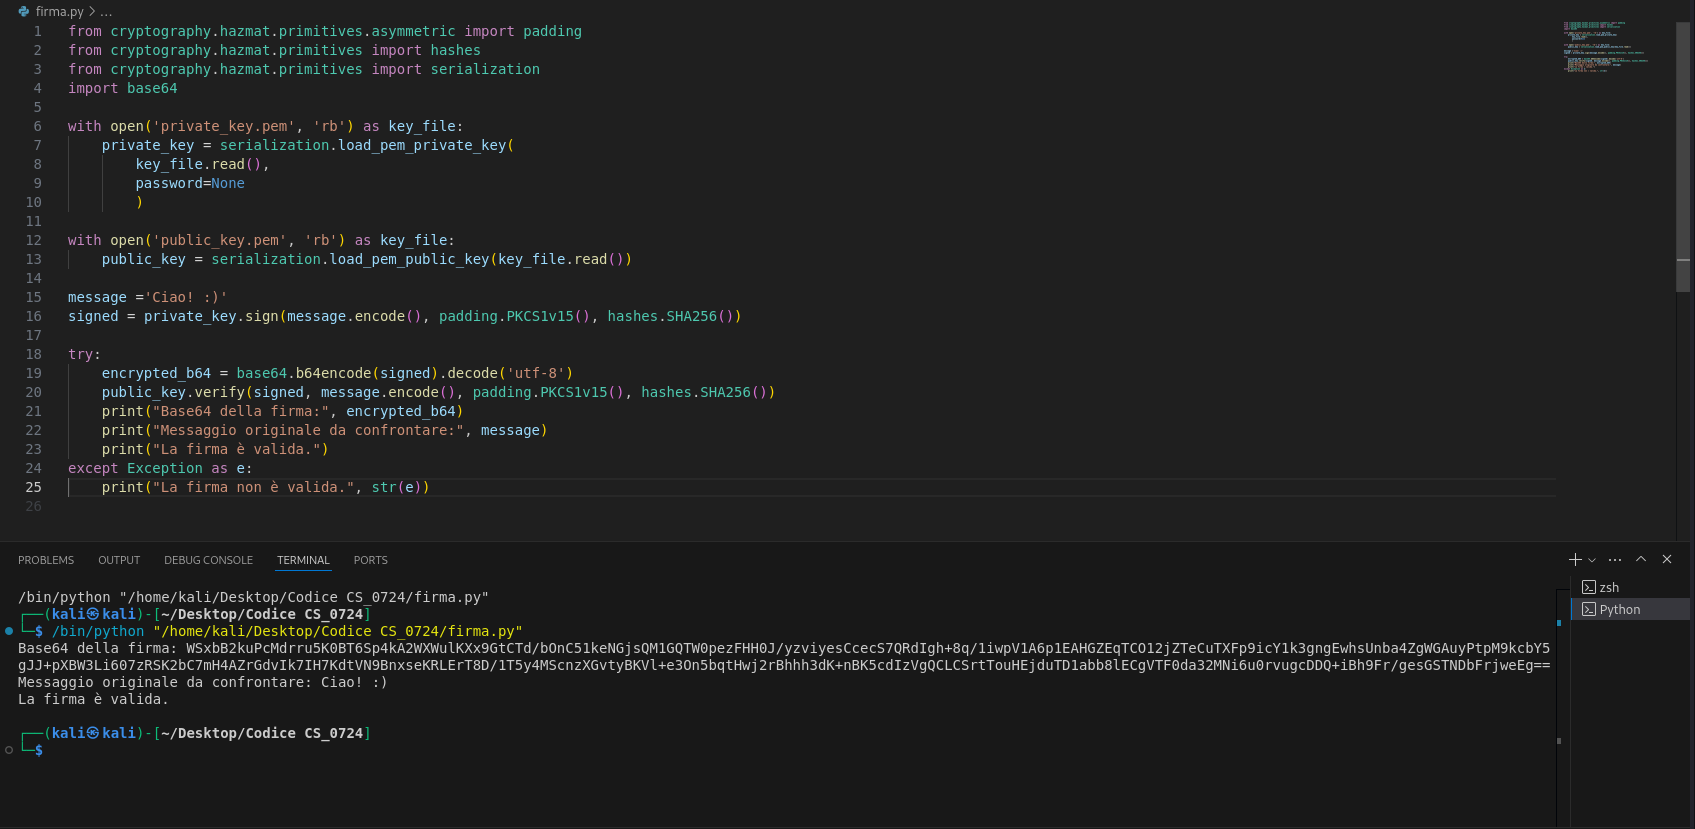 firma.py > ...
1 from cryptography.hazmat.primitives.asymmetric import padding
2 from cryptography.hazmat.primitives import hashes
3 from cryptography.hazmat.primitives import serialization
4 import base64
5
6 with open('private_key.pem', 'rb') as key_file:
7     private_key = serialization.load_pem_private_key(
8         key_file.read(),
9         password=None
10         )
11
12 with open('public_key.pem', 'rb') as key_file:
13     public_key = serialization.load_pem_public_key(key_file.read())
14
15 message ='Ciao! :)'
16 signed = private_key.sign(message.encode(), padding.PKCS1v15(), hashes.SHA256())
17
18 try:
19     encrypted_b64 = base64.b64encode(signed).decode('utf-8')
20     public_key.verify(signed, message.encode(), padding.PKCS1v15(), hashes.SHA256())
21     print("Base64 della firma:", encrypted_b64)
22     print("Messaggio originale da confrontare:", message)
23     print("La firma è valida.")
24 except Exception as e:
25     print("La firma non è valida.", str(e))
26
PROBLEMS OUTPUT DEBUG CONSOLE TERMINAL PORTS
zsh
Python
/bin/python "/home/kali/Desktop/Codice CS_0724/firma.py"
┌──(kali㉿kali)-[~/Desktop/Codice CS_0724]
└─$ /bin/python "/home/kali/Desktop/Codice CS_0724/firma.py"
Base64 della firma: WSxbB2kuPcMdrru5K0BT6Sp4kA2WXWulKXx9GtCTd/bOnC51keNGjsQM1GQTW0pezFHH0J/yzviyesCcecS7QRdIgh+8q/1iwpV1A6p1EAHGZEqTCO12jZTeCuTXFp9icY1k3gngEwhsUnba4ZgWGAuyPtpM9kcbY5
gJJ+pXBW3Li607zRSK2bC7mH4AZrGdvIk7IH7KdtVN9BnxseKRLErT8D/1T5y4MScnzXGvtyBKVl+e3On5bqtHwj2rBhhh3dK+nBK5cdIzVgQCLCSrtTouHEjduTD1abb8lECgVTF0da32MNi6u0rvugcDDQ+iBh9Fr/gesGSTNDbFrjweEg==
Messaggio originale da confrontare: Ciao! :)
La firma è valida.
┌──(kali㉿kali)-[~/Desktop/Codice CS_0724]
└─$